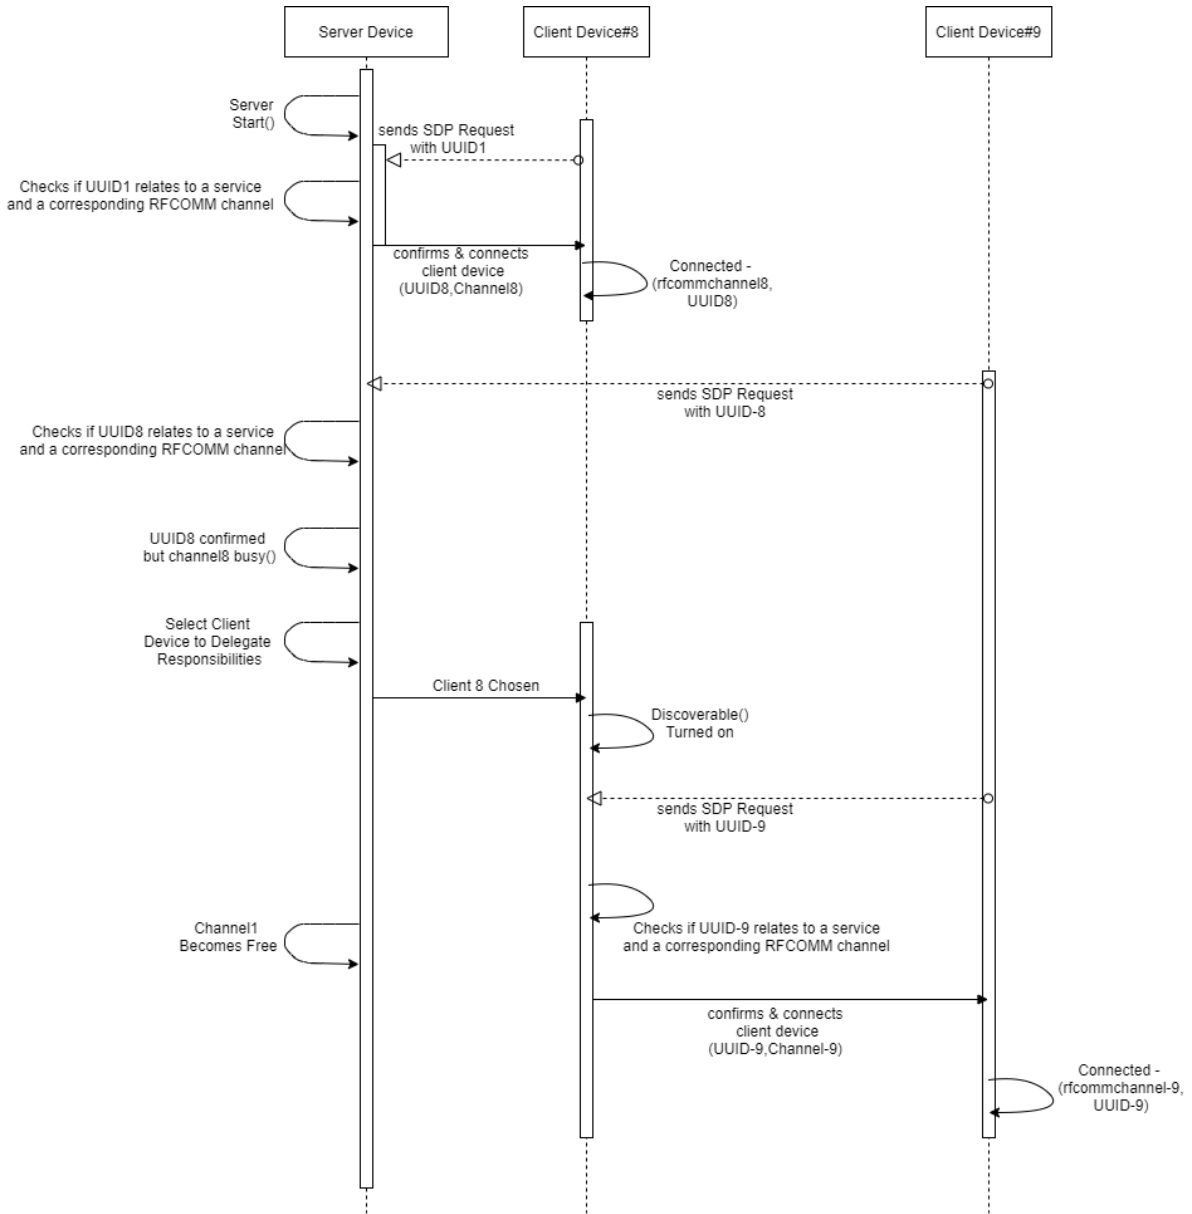 Server Device
Client Device#8
Client Device#9
Server
Start()
sends SDP Request
with UUID1
Checks if UUID1 relates to a service
and a corresponding RFCOMM channel
confirms & connects
client device
(UUID8,Channel8)
Connected -
(rfcommchannel8,
UUID8)
sends SDP Request
with UUID-8
Checks if UUID8 relates to a service
and a corresponding RFCOMM channel
UUID8 confirmed
but channel8 busy()
Select Client
Device to Delegate
Responsibilities
Client 8 Chosen
Discoverable()
Turned on
sends SDP Request
with UUID-9
Channel1
Becomes Free
Checks if UUID-9 relates to a service
and a corresponding RFCOMM channel
confirms & connects
client device
(UUID-9,Channel-9)
Connected -
(rfcommchannel-9,
UUID-9)